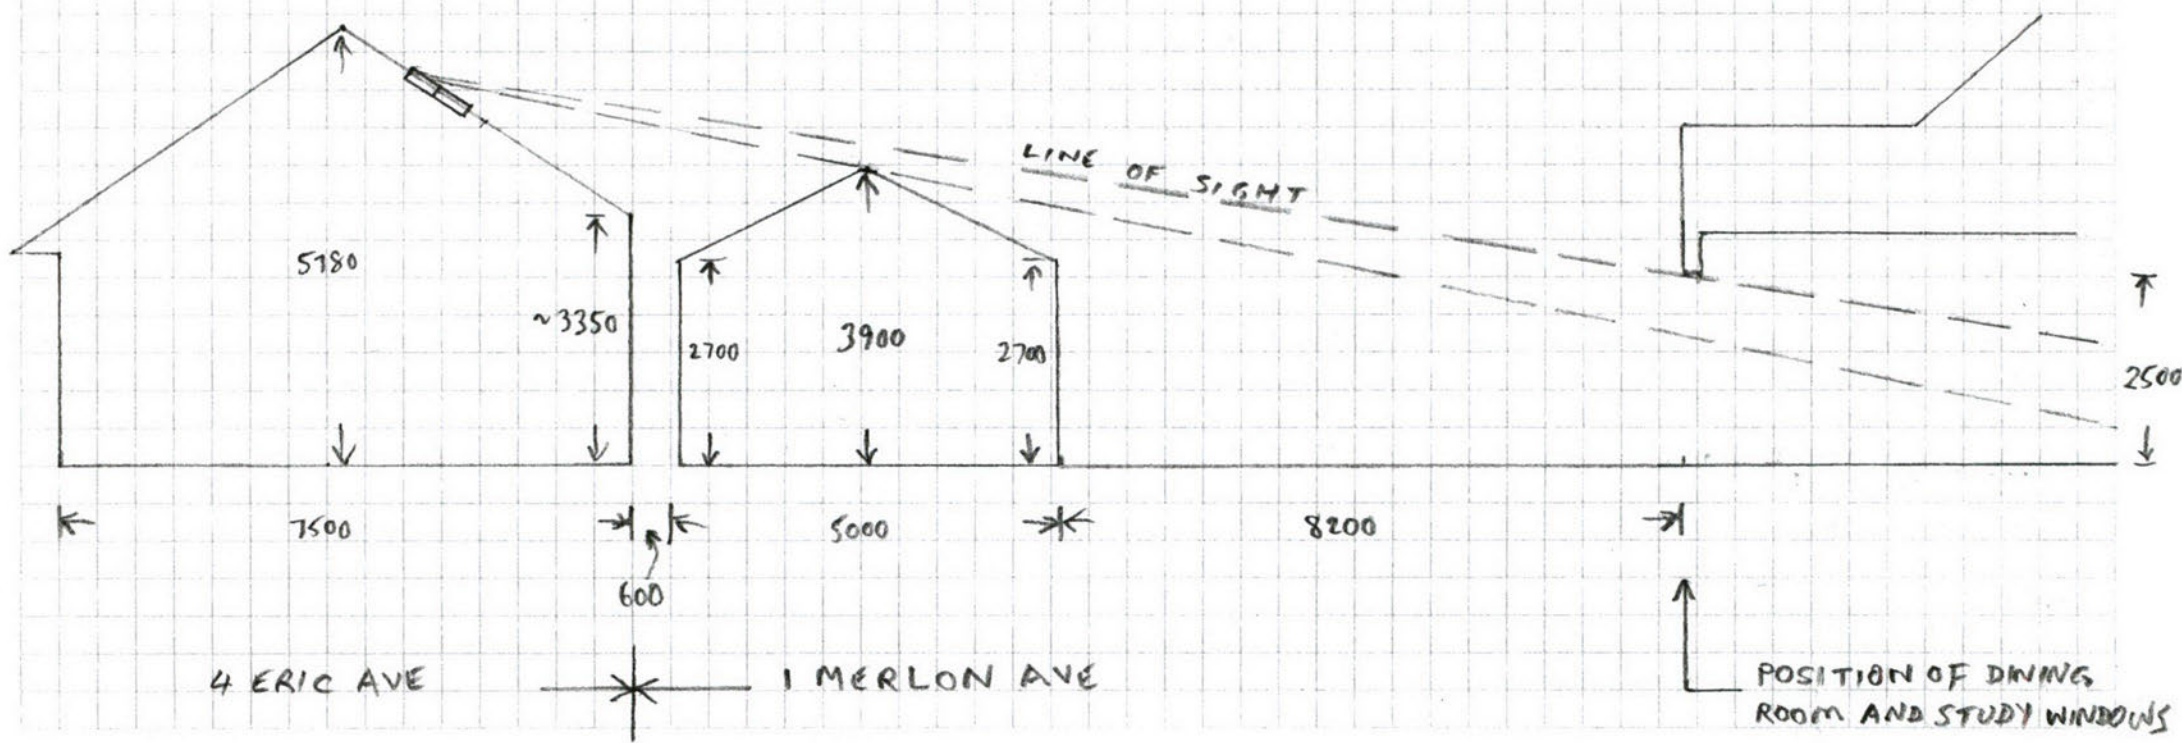 LINE OF SIGHT
5780
~3350
2700
3900
2700
2500
7500
5000
8200
600
4 ERIC AVE
1 MERLON AVE
POSITION OF DINING
ROOM AND STUDY WINDOWS